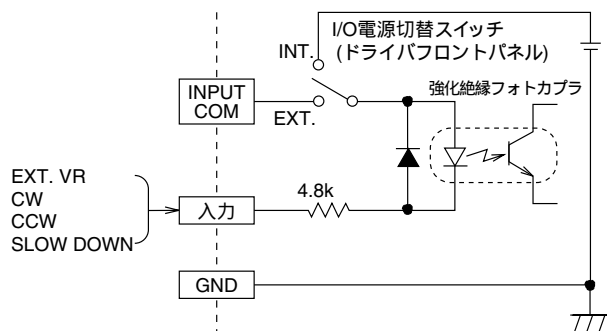 I/O電源切替スイッチ
(ドライバフロントパネル)
INT.
INPUT
COM
EXT.
強化絶縁フォトカプラ
EXT. VR
CW
CCW
SLOW DOWN
入力
4.8k
GND